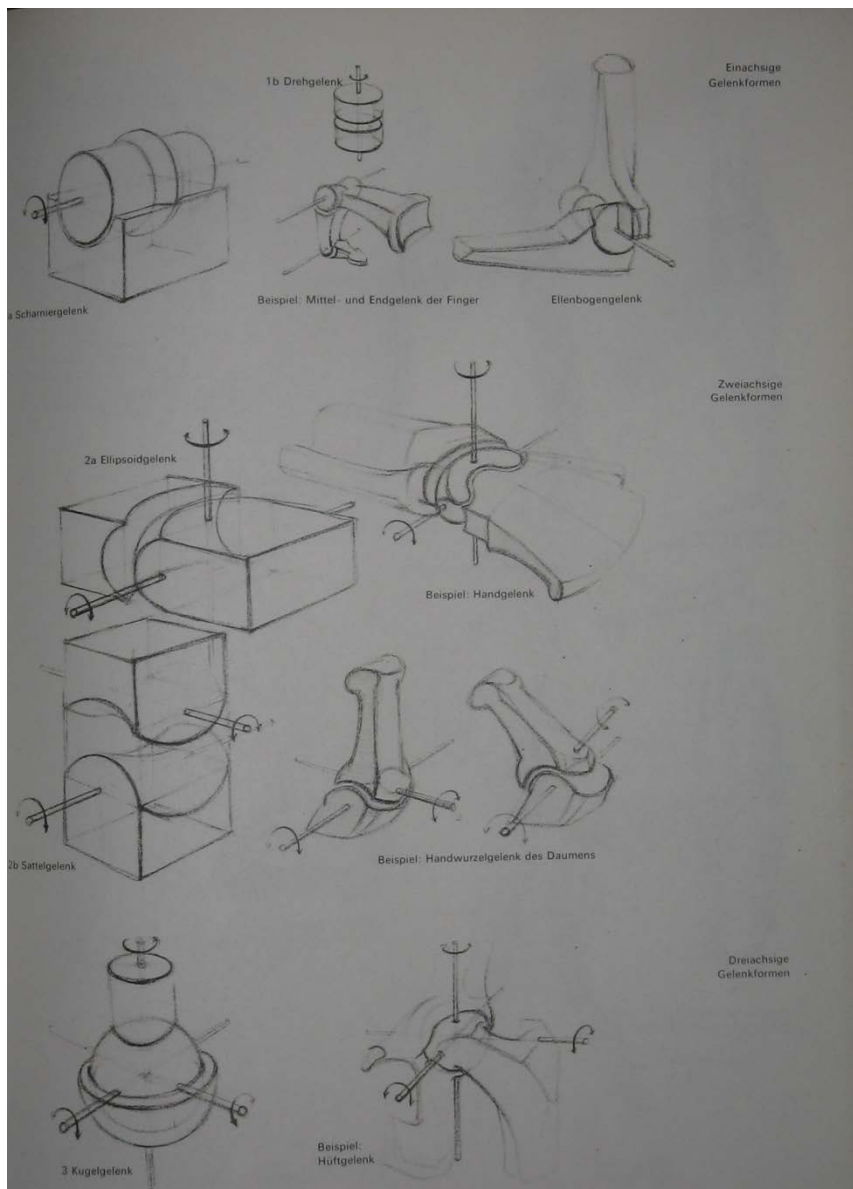 1b Drehgelenk
Einachsige
Gelenkformen
a Scharniergelenk
Beispiel: Mittel- und Endgelenk der Finger
Ellenbogengelenk
Zweiachsige
Gelenkformen
2a Ellipsoidgelenk
Beispiel: Handgelenk
2b Sattelgelenk
Beispiel: Handwurzelgelenk des Daumens
Dreiachsige
Gelenkformen
3 Kugelgelenk
Beispiel:
Hüftgelenk